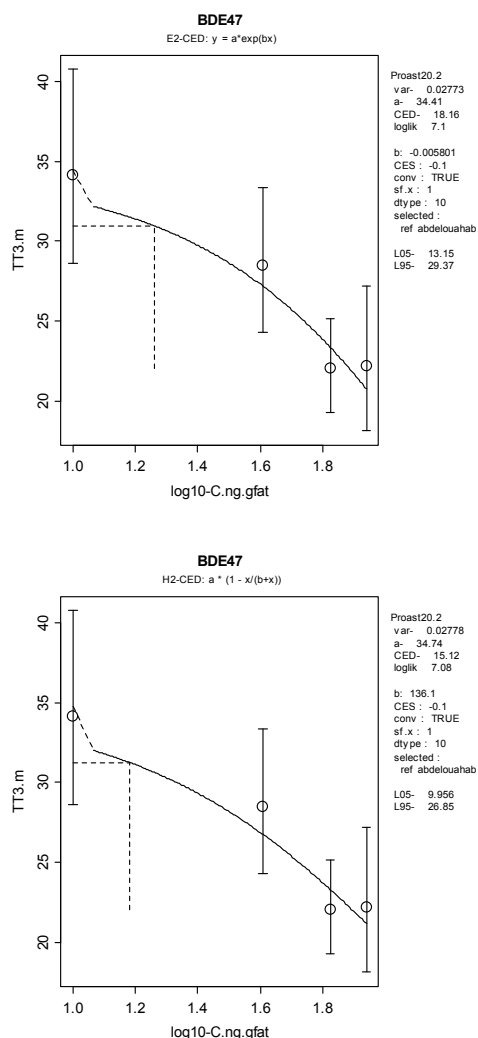 BDE47
E2-CED: y = a*exp(bx)
Proast20.2
var- 0.02773
a- 34.41
CED- 18.16
loglik 7.1
b: -0.005801
CES : -0.1
conv : TRUE
sf.x : 1
dtype : 10
selected :
ref abdelouahab
L05- 13.15
L95- 29.37
TT3.m
40
35
30
25
20
1.0 1.2 1.4 1.6 1.8
log10-C.ng.gfat
BDE47
H2-CED: a * (1 - x/(b+x))
Proast20.2
var- 0.02778
a- 34.74
CED- 15.12
loglik 7.08
b: 136.1
CES : -0.1
conv : TRUE
sf.x : 1
dtype : 10
selected :
ref abdelouahab
L05- 9.956
L95- 26.85
TT3.m
40
35
30
25
20
1.0 1.2 1.4 1.6 1.8
log10-C.ng.gfat